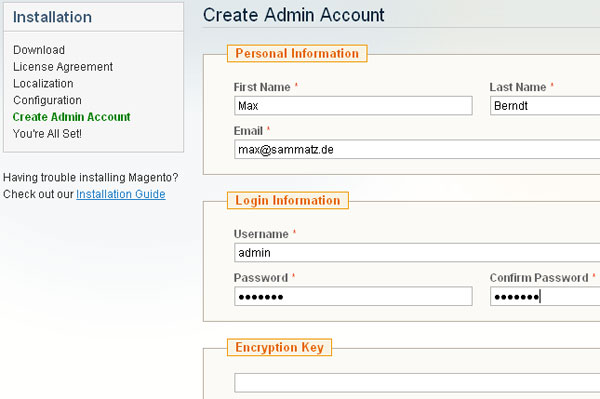 Installation
Download
License Agreement
Localization
Configuration
Create Admin Account
You're All Set!
Having trouble installing Magento?
Check out our Installation Guide
Create Admin Account
Personal Information
First Name *
Last Name *
Max
Berndt
Email *
max@sammatz.de
Login Information
Username *
admin
Password *
Confirm Password *
●●●●●●●
●●●●●●●
Encryption Key